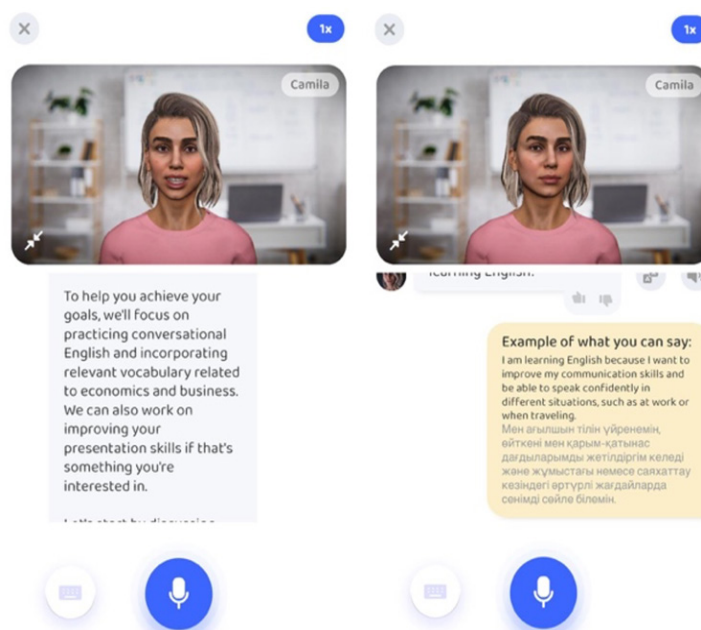 1x
Camila
To help you achieve your
goals, we'll focus on
practicing conversational
English and incorporating
relevant vocabulary related
to economics and business.
We can also work on
improving your
presentation skills if that's
something you're
interested in.
Let's start by discussing
1x
Camila
learning English.
Example of what you can say:
I am learning English because I want to
improve my communication skills and
be able to speak confidently in
different situations, such as at work or
when traveling.
Мен ағылшын тілін үйренемін,
өйткені мен қарым-қатынас
дағдыларымды жетілдіргім келеді
және жұмыстағы немесе саяхаттау
кезіндегі әртүрлі жағдайларда
сенімді сөйле білемін.